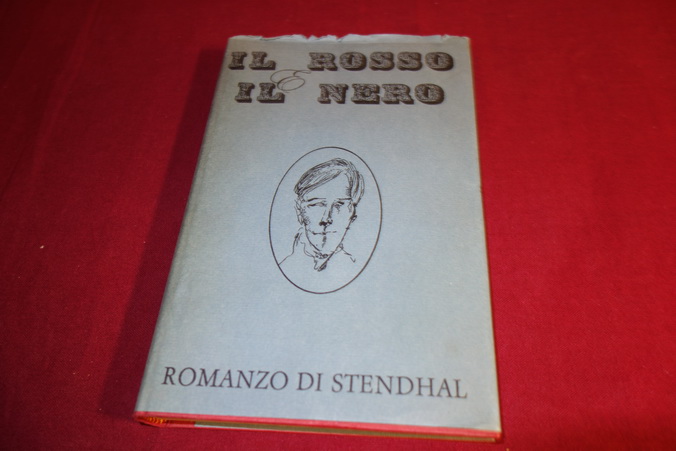 IL ROSSO
E
IL NERO
ROMANZO DI STENDHAL